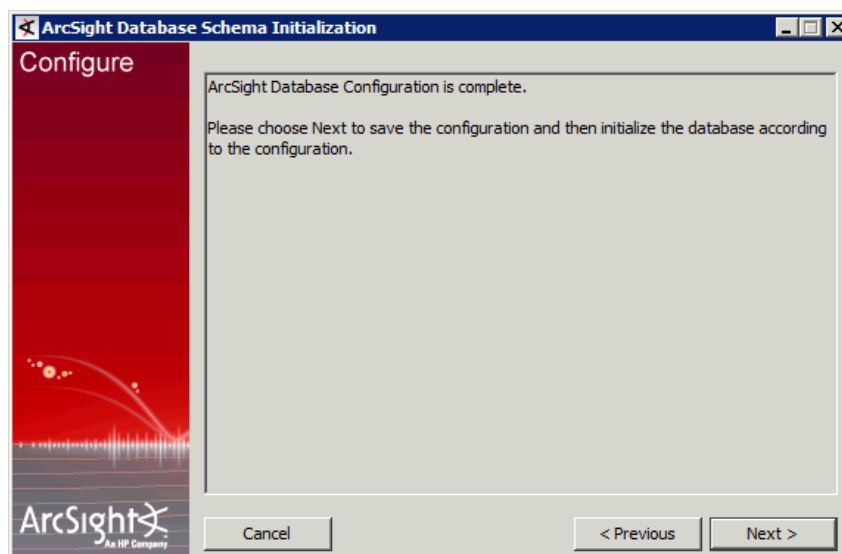 ArcSight Database Schema Initialization
Configure
ArcSight Database Configuration is complete.
Please choose Next to save the configuration and then initialize the database according
to the configuration.
ArcSight
An HP Company
Cancel
< Previous
Next >